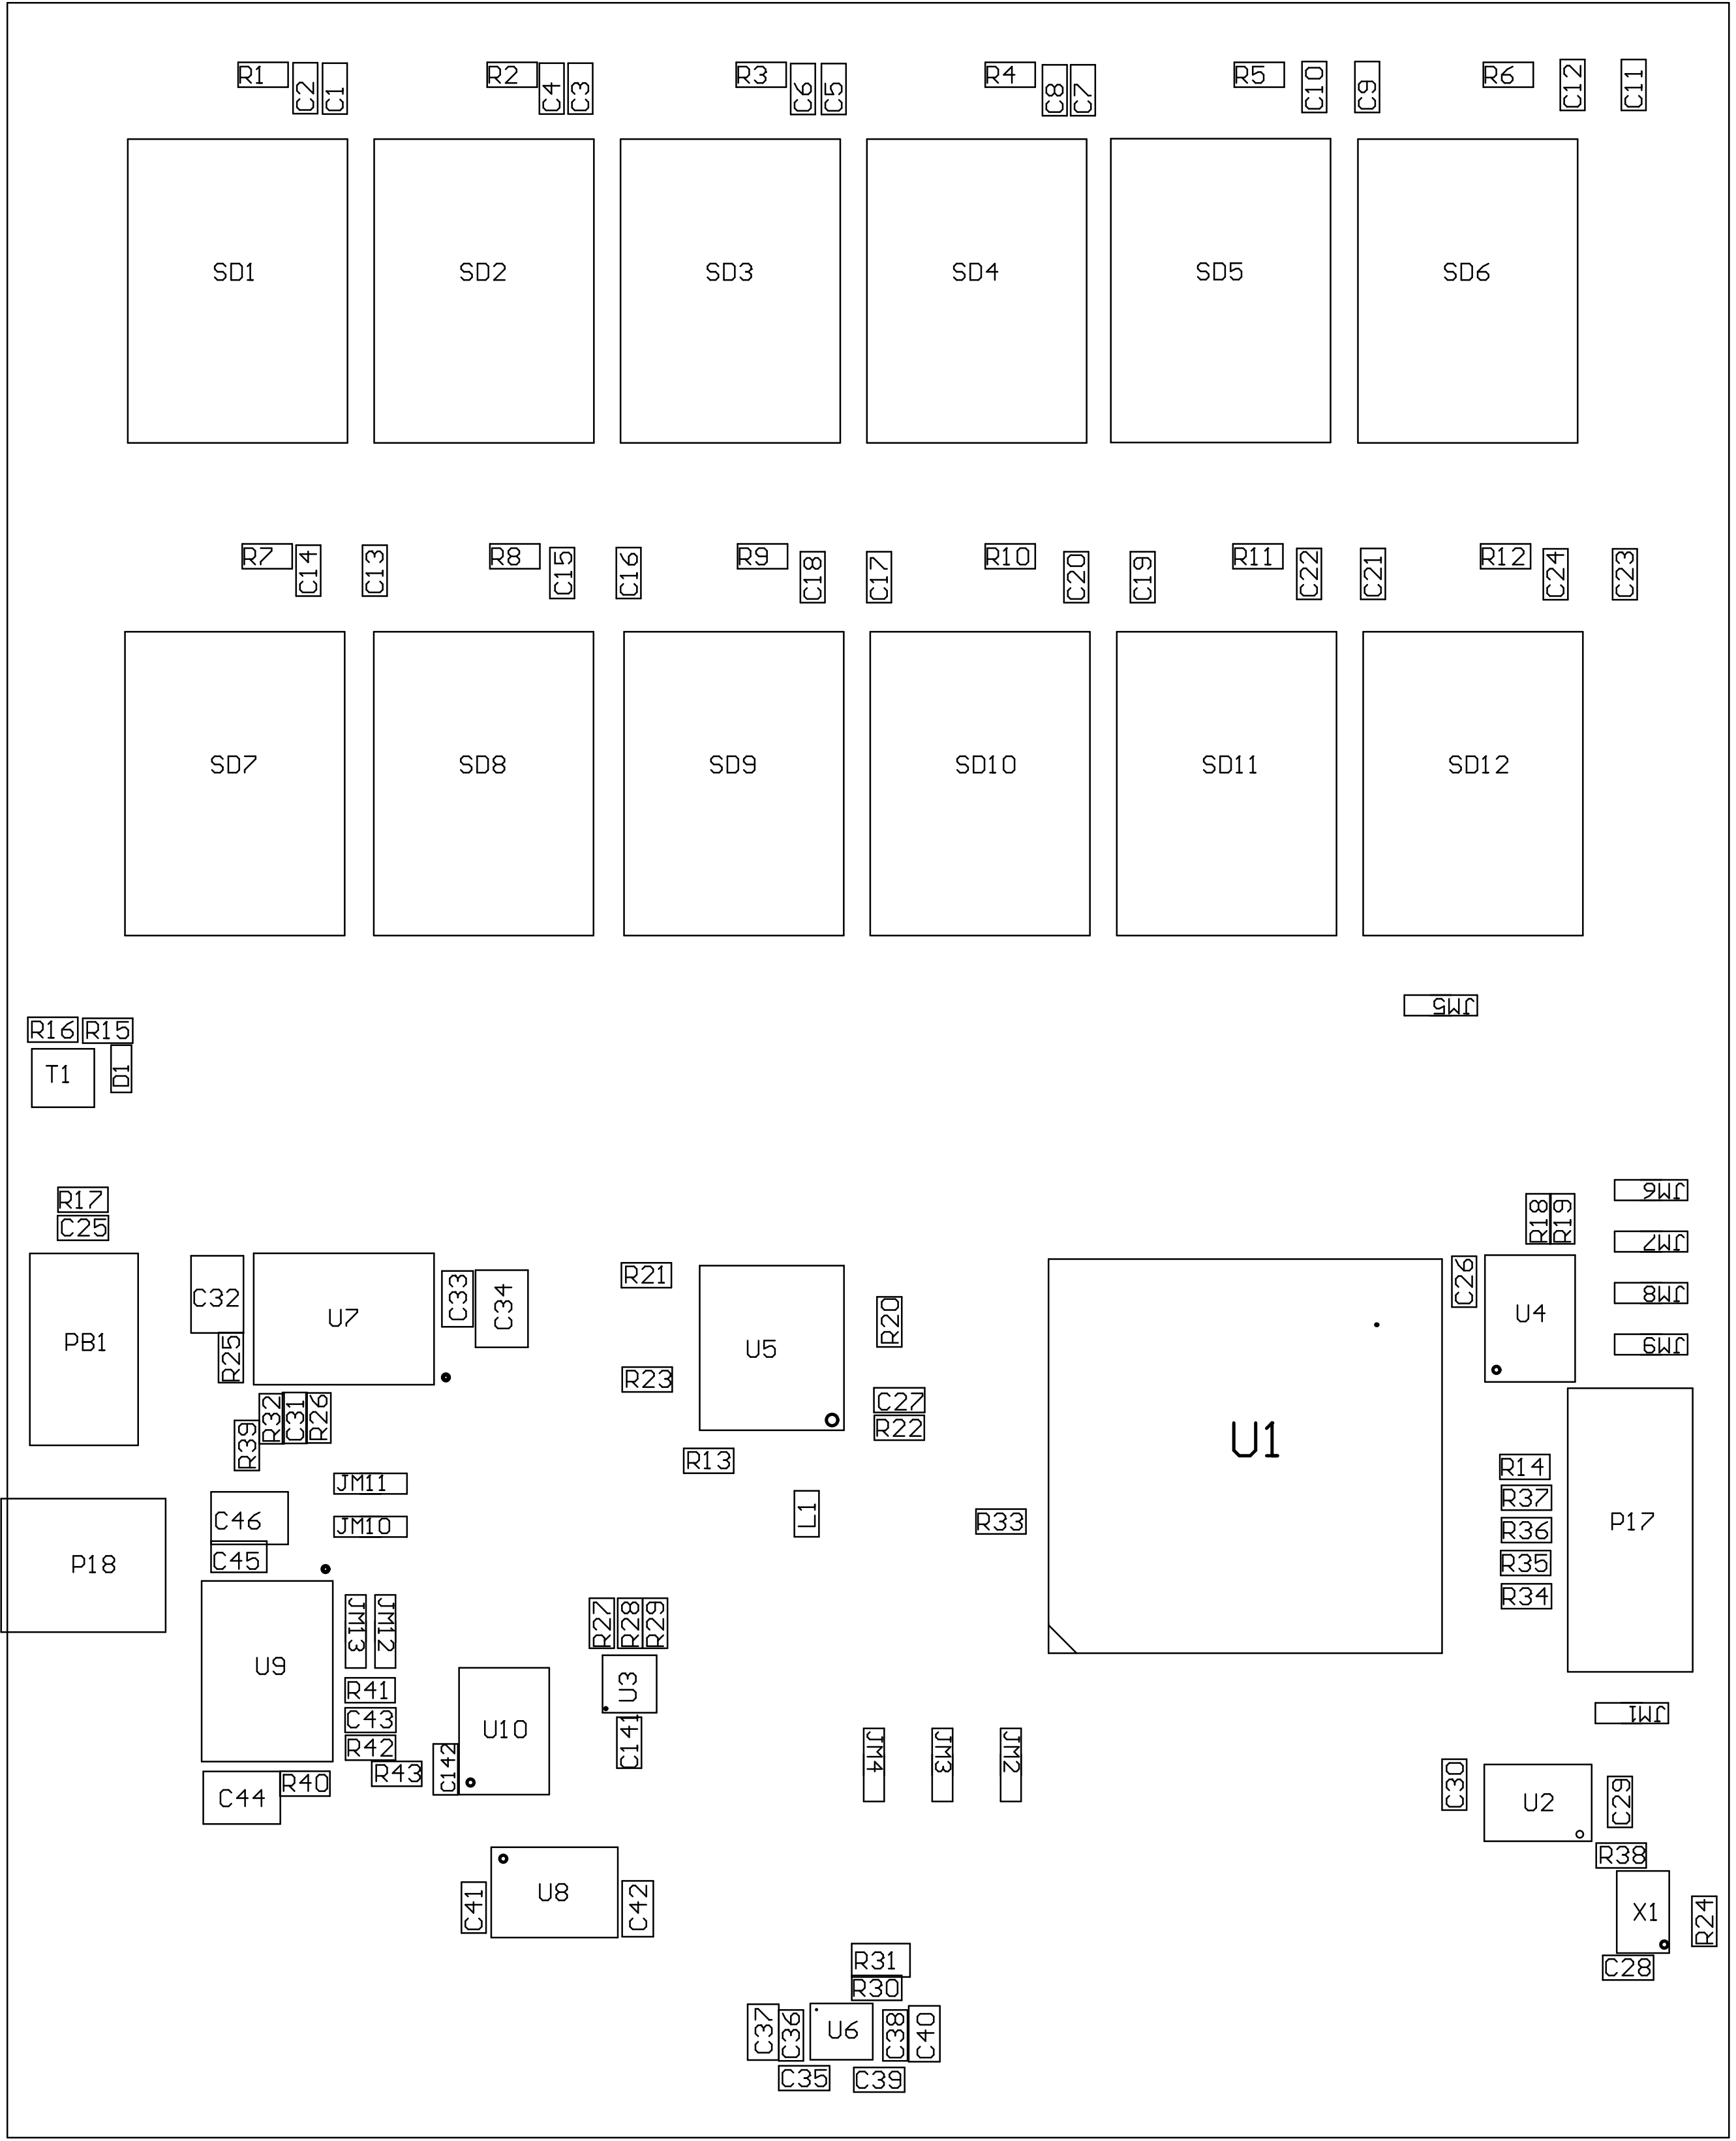 R1 C2 C1 R2 C4 C3 R3 C6 C5 R4 C8 C7 R5 C10 C9 R6 C12 C11
SD1 SD2 SD3 SD4 SD5 SD6
R7 C14 C13 R8 C15 C16 R9 C18 C17 R10 C20 C19 R11 C22 C21 R12 C24 C23
SD7 SD8 SD9 SD10 SD11 SD12
JM5
R16 R15
T1 D1
R17 JM6
C25 R18 R19
JM7
C32 C33 C34 R21 R20 C26 JM8
U7 U4
PB1 R25 U5 JM9
R23
C27
R32 C31 R26 R22
R39 U1
R13 R14
JM11 R37
C46 JM10 L1 R33 R36 P17
P18 C45 R35
R34
JM13 JM12 R27 R28 R29
U9 U3
R41
C43 U10 JM1
R42 C142 C141 JM4 JM3 JM2
R43
R40 C30 C29
C44 U2
R38
U8
C41 C42 X1 R24
R31 C28
R30
C37 C36 U6 C38 C40
C35 C39